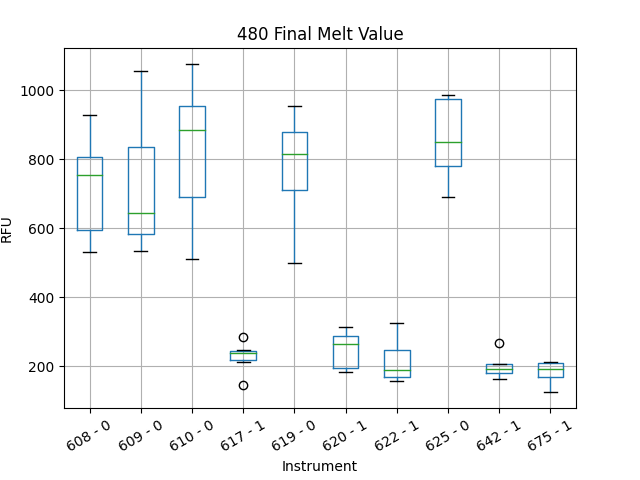 480 Final Melt Value
1000
800
600
400
200
RFU
608 - 0
609 - 0
610 - 0
617 - 1
619 - 0
620 - 1
622 - 1
625 - 0
642 - 1
675 - 1
Instrument